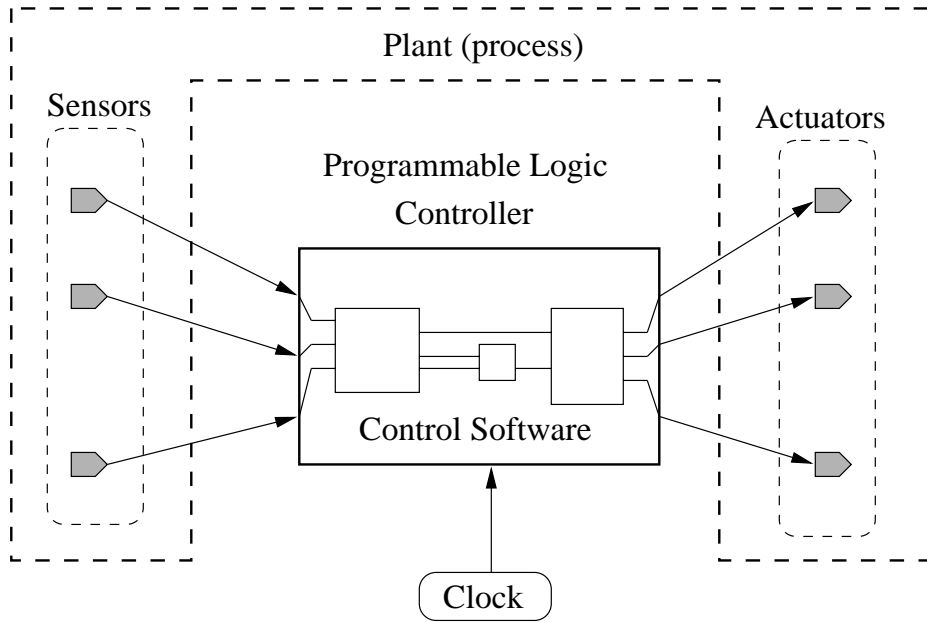 Plant (process)
Sensors
Actuators
Programmable Logic
Controller
Control Software
Clock